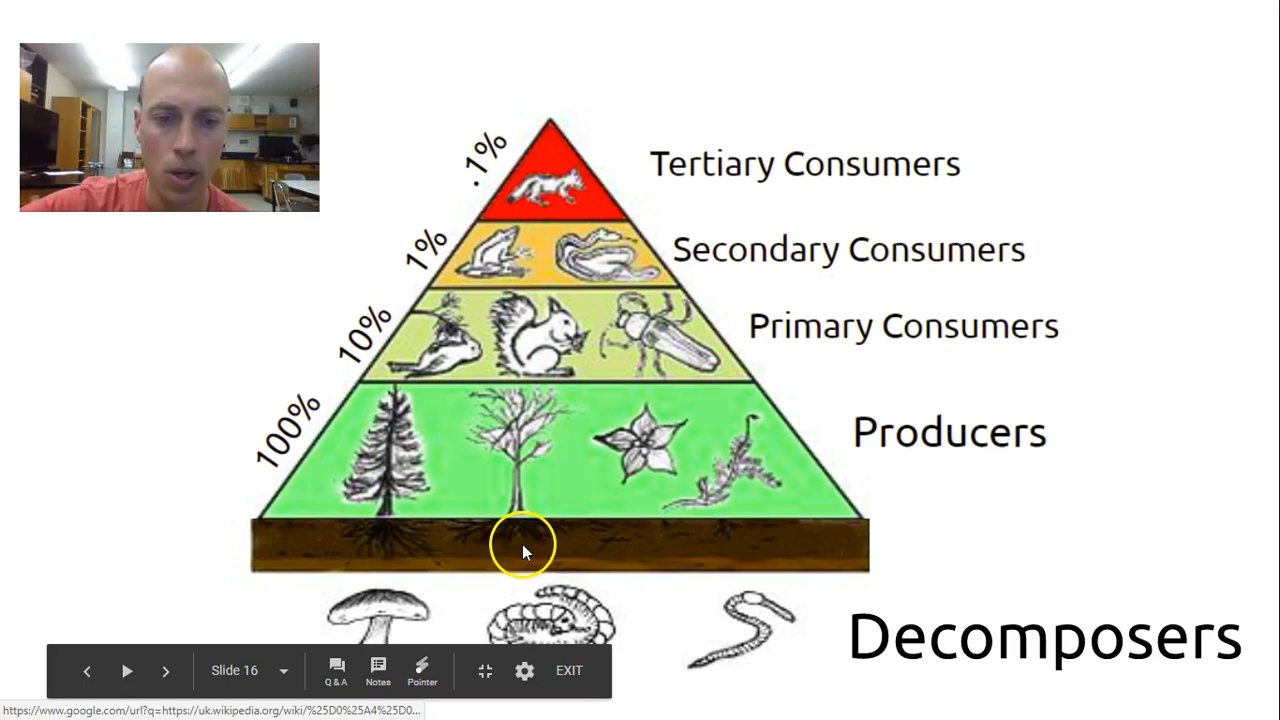 .1%
Tertiary Consumers
1%
Secondary Consumers
10%
Primary Consumers
100%
Producers
Decomposers
Slide 16
Q & A
Notes
Pointer
EXIT
https://www.google.com/url?q=https://uk.wikipedia.org/wiki/%25D0%25A4%25D0...